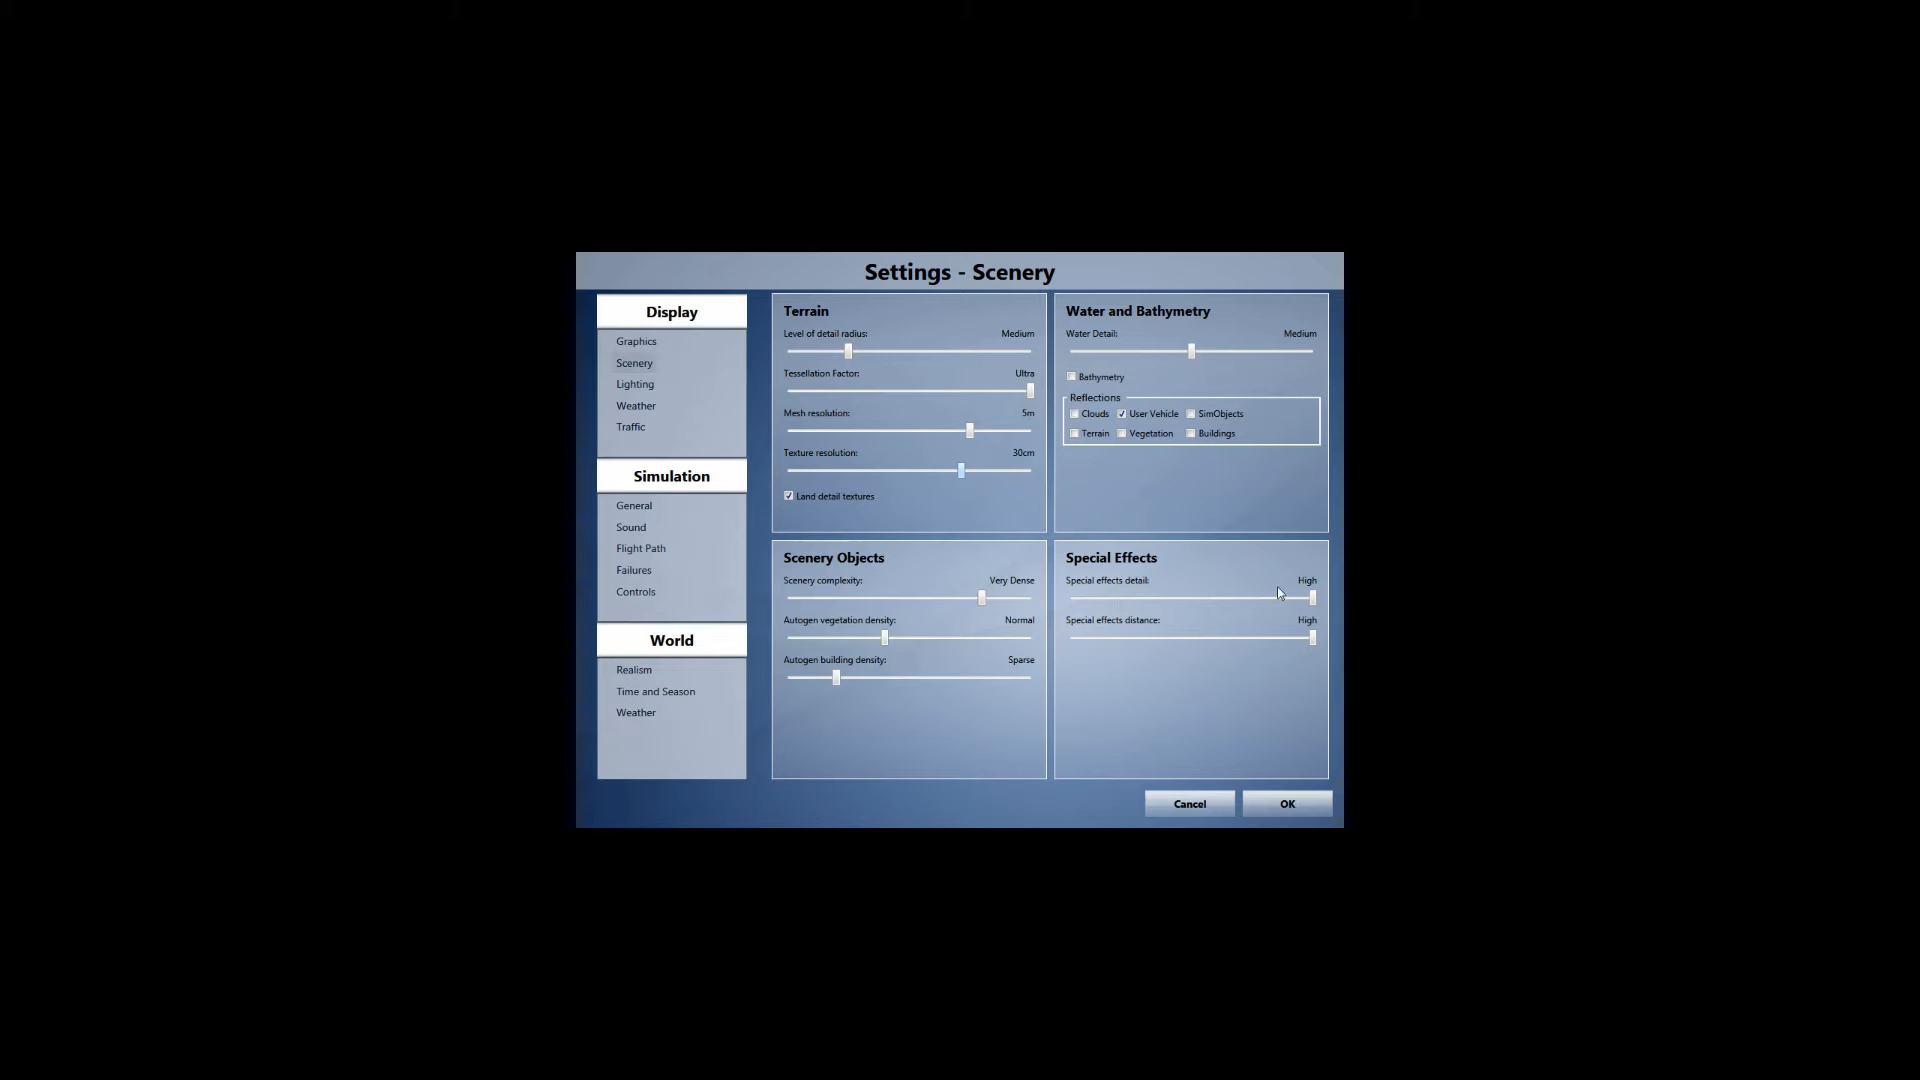 Settings - Scenery
Display
Graphics
Scenery
Lighting
Weather
Traffic
Simulation
General
Sound
Flight Path
Failures
Controls
World
Realism
Time and Season
Weather
Terrain
Level of detail radius: Medium
Tessellation Factor: Ultra
Mesh resolution: 5m
Texture resolution: 30cm
Land detail textures
Water and Bathymetry
Water Detail: Medium
Bathymetry
Reflections
Clouds User Vehicle SimObjects
Terrain Vegetation Buildings
Scenery Objects
Scenery complexity: Very Dense
Autogen vegetation density: Normal
Autogen building density: Sparse
Special Effects
Special effects detail: High
Special effects distance: High
Cancel OK